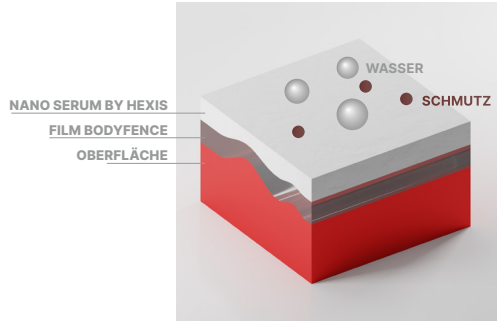 WASSER
SCHMUTZ
NANO SERUM BY HEXIS
FILM BODYFENCE
OBERFLÄCHE